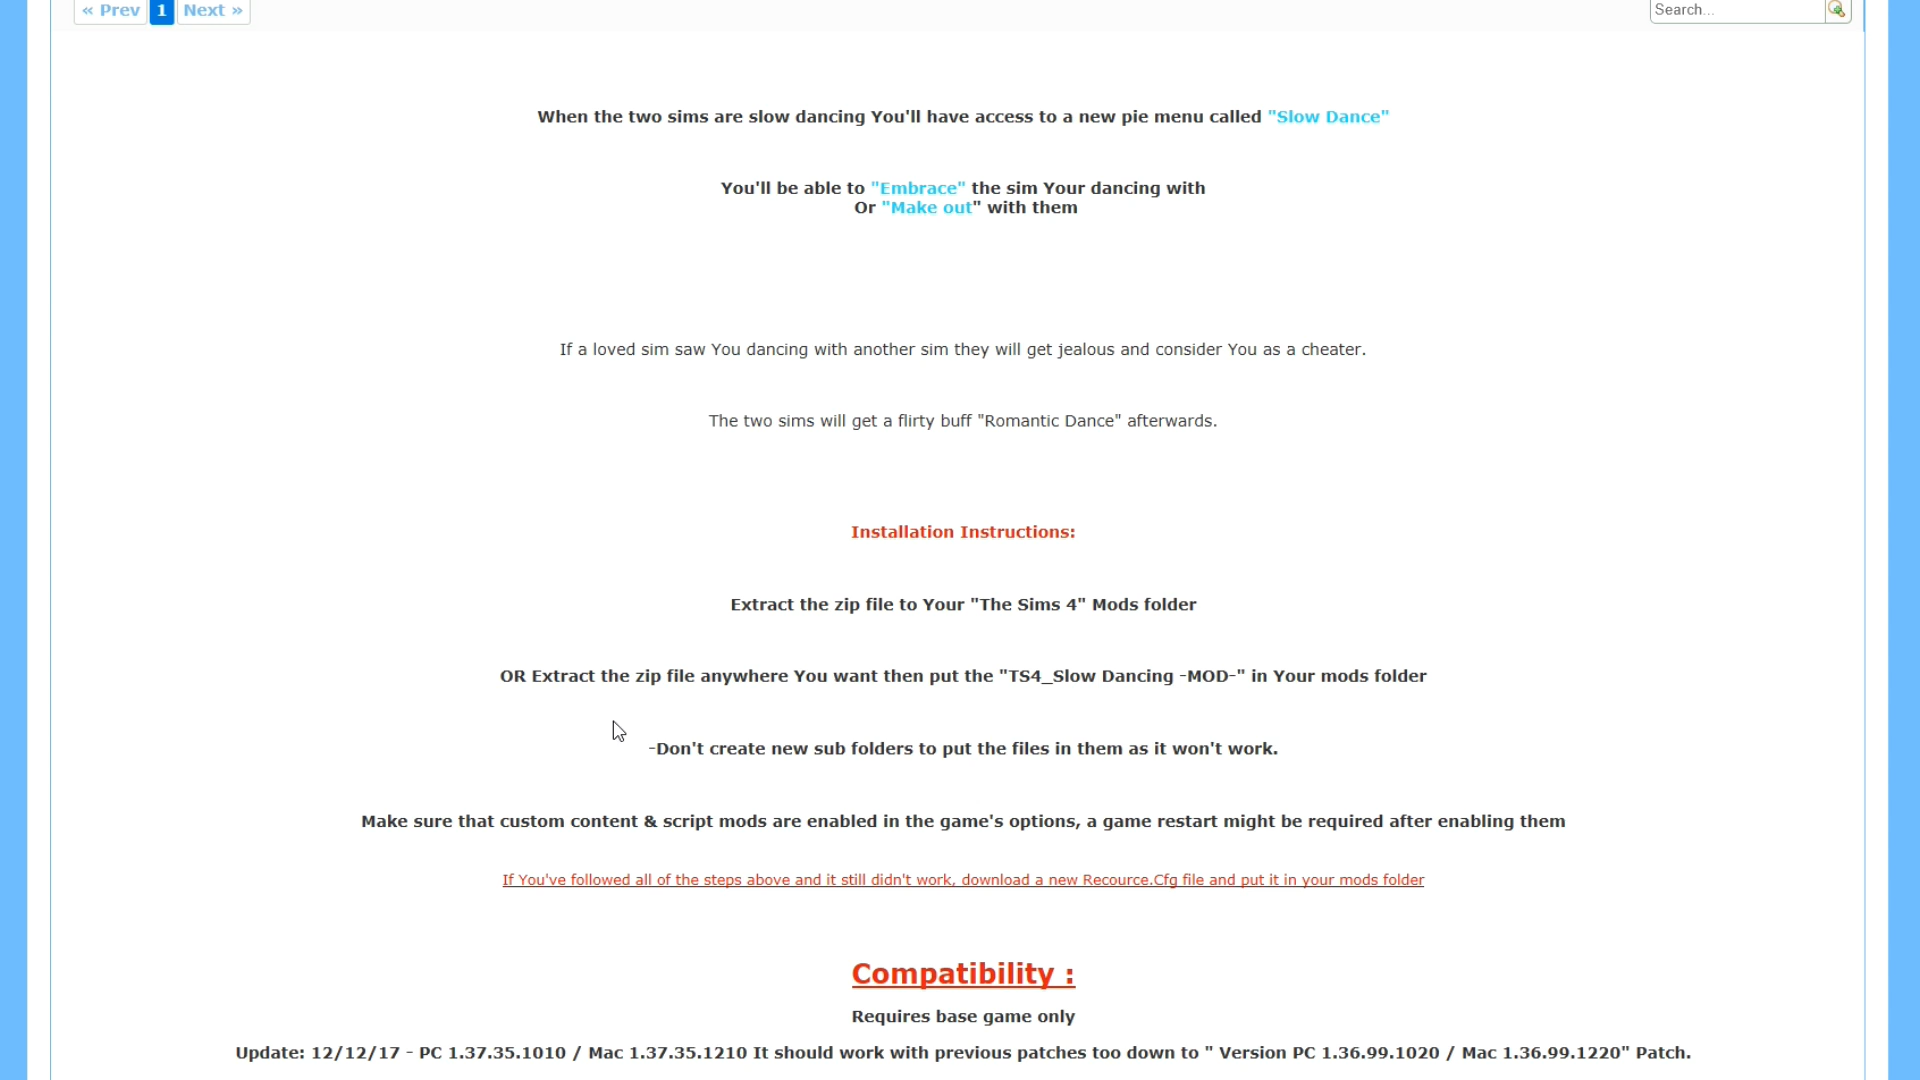 « Prev 1 Next » Search...
When the two sims are slow dancing You'll have access to a new pie menu called "Slow Dance"
You'll be able to "Embrace" the sim Your dancing with
Or "Make out" with them
If a loved sim saw You dancing with another sim they will get jealous and consider You as a cheater.
The two sims will get a flirty buff "Romantic Dance" afterwards.
Installation Instructions:
Extract the zip file to Your "The Sims 4" Mods folder
OR Extract the zip file anywhere You want then put the "TS4_Slow Dancing -MOD-" in Your mods folder
-Don't create new sub folders to put the files in them as it won't work.
Make sure that custom content & script mods are enabled in the game's options, a game restart might be required after enabling them
If You've followed all of the steps above and it still didn't work, download a new Recource.Cfg file and put it in your mods folder
Compatibility :
Requires base game only
Update: 12/12/17 - PC 1.37.35.1010 / Mac 1.37.35.1210 It should work with previous patches too down to " Version PC 1.36.99.1020 / Mac 1.36.99.1220" Patch.